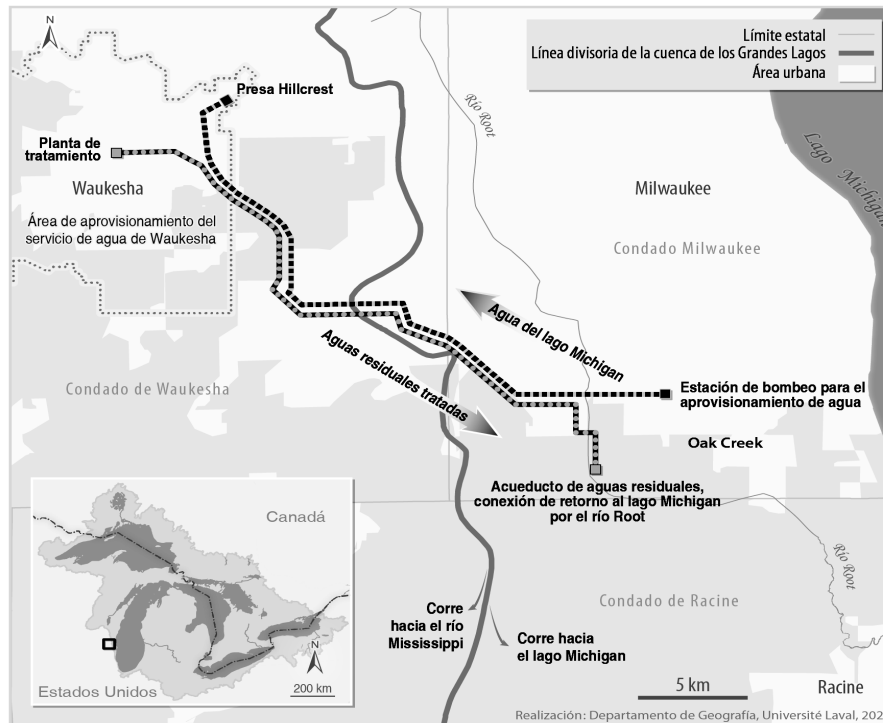 N
Límite estatal
Línea divisoria de la cuenca de los Grandes Lagos
Área urbana
Presa Hillcrest
Río Root
Planta de
tratamiento
Lago Michigan
Waukesha
Milwaukee
Área de aprovisionamiento del
servicio de agua de Waukesha
Condado Milwaukee
Agua del lago Michigan
Aguas residuales tratadas
Condado de Waukesha
Estación de bombeo para el
aprovisionamiento de agua
Oak Creek
Acueducto de aguas residuales,
conexión de retorno al lago Michigan
por el río Root
Canadá
Río Root
Condado de Racine
Corre
hacia el río
Mississippi
Corre hacia
el lago Michigan
N
Estados Unidos
200 km
5 km
Racine
Realización: Departamento de Geografía, Université Laval, 202